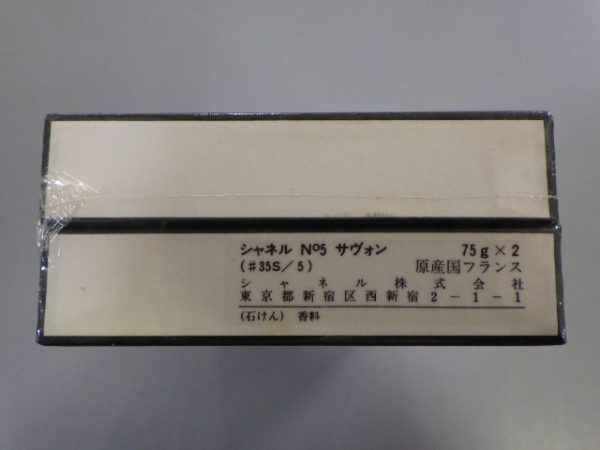 シャネル Nº5 サヴォン 75g×2
(#35S/5) 原産国フランス
シャネル株式会社
東京都新宿区西新宿2-1-1
(石けん) 香料